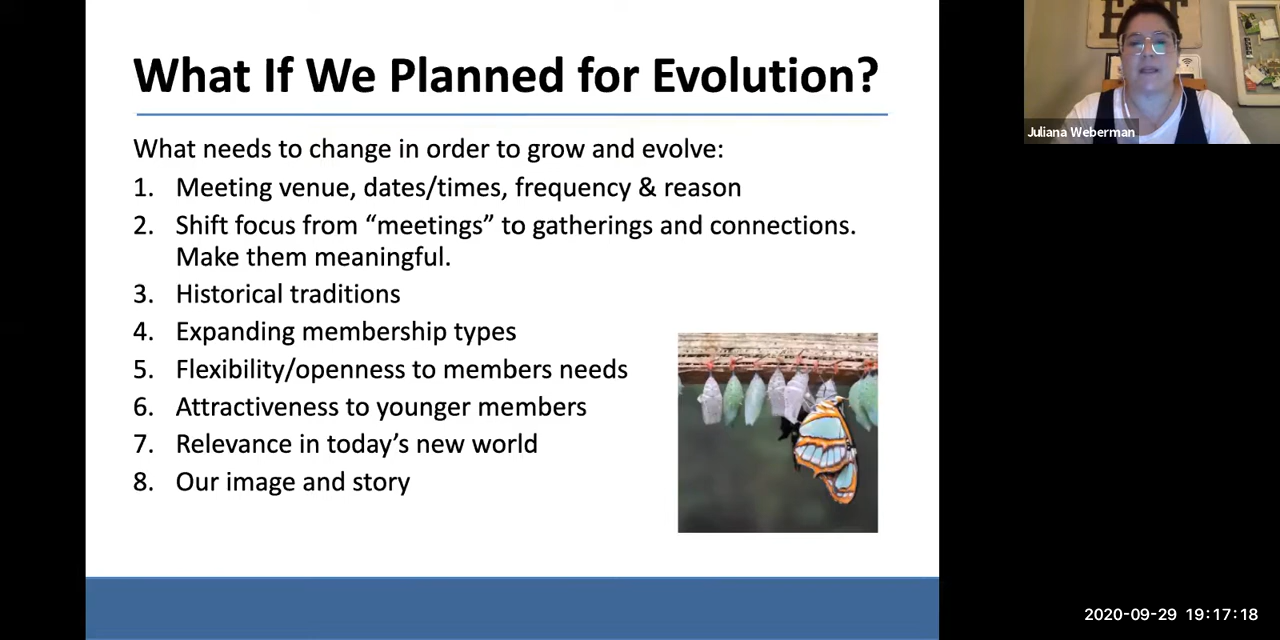 What If We Planned for Evolution?
What needs to change in order to grow and evolve:
1. Meeting venue, dates/times, frequency & reason
2. Shift focus from “meetings” to gatherings and connections.
Make them meaningful.
3. Historical traditions
4. Expanding membership types
5. Flexibility/openness to members needs
6. Attractiveness to younger members
7. Relevance in today’s new world
8. Our image and story
Juliana Weberman
2020-09-29 19:17:18